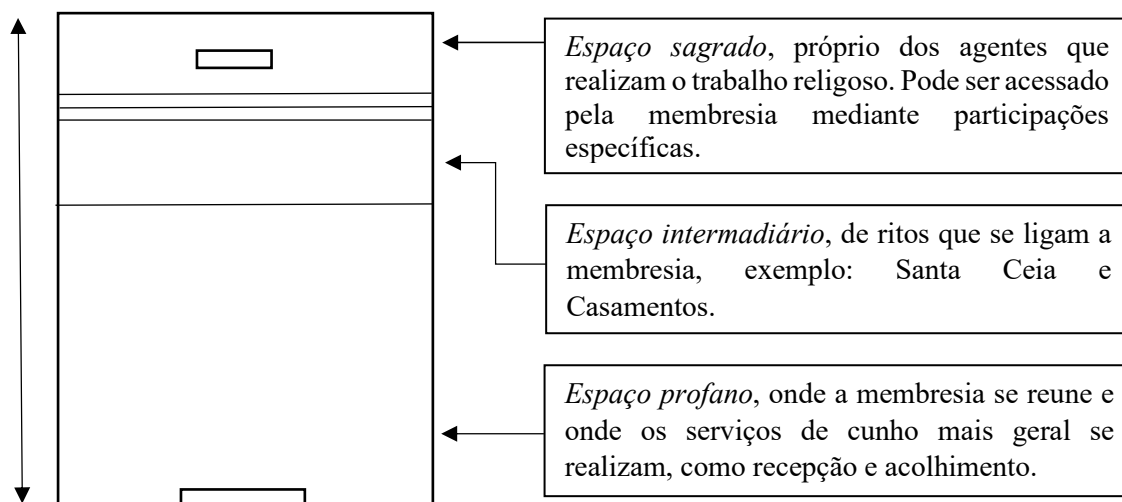 Espaço sagrado, próprio dos agentes que
realizam o trabalho religoso. Pode ser acessado
pela membresia mediante participações
específicas.
Espaço intermadiário, de ritos que se ligam a
membresia, exemplo: Santa Ceia e
Casamentos.
Espaço profano, onde a membresia se reune e
onde os serviços de cunho mais geral se
realizam, como recepção e acolhimento.